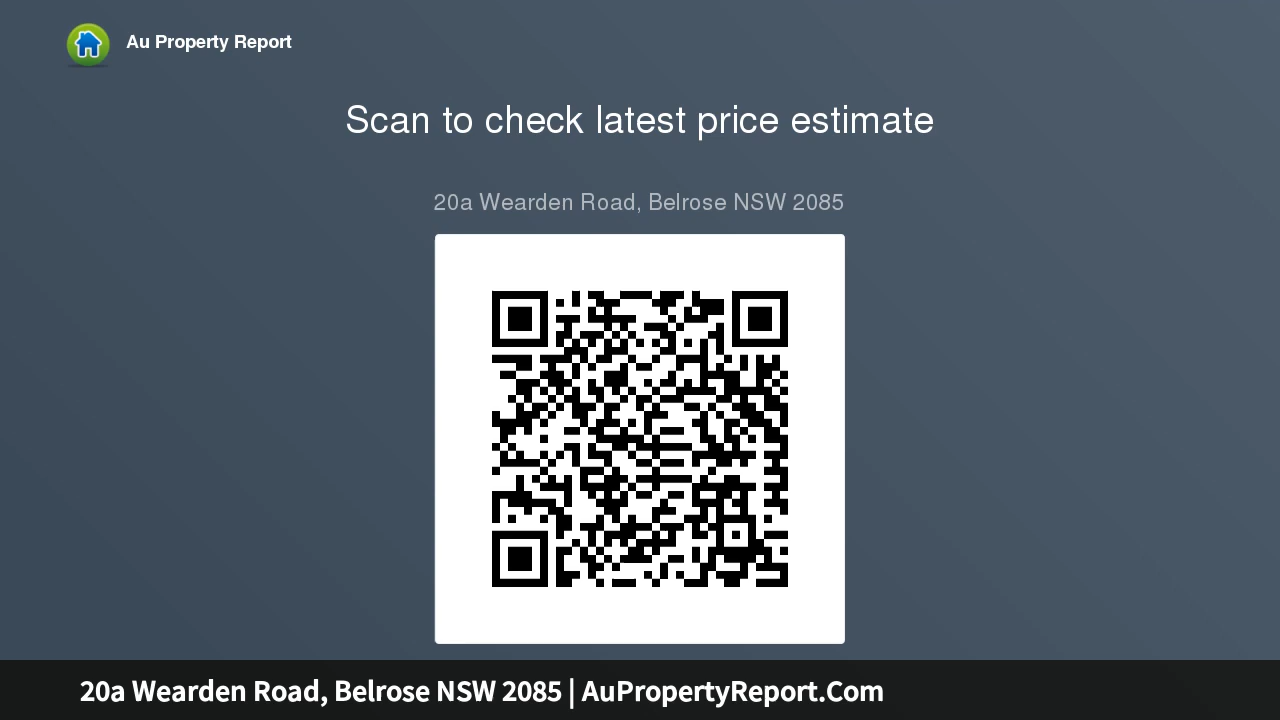 Au Property Report
Scan to check latest price estimate
20a Wearden Road, Belrose NSW 2085
20a Wearden Road, Belrose NSW 2085 | AuPropertyReport.Com